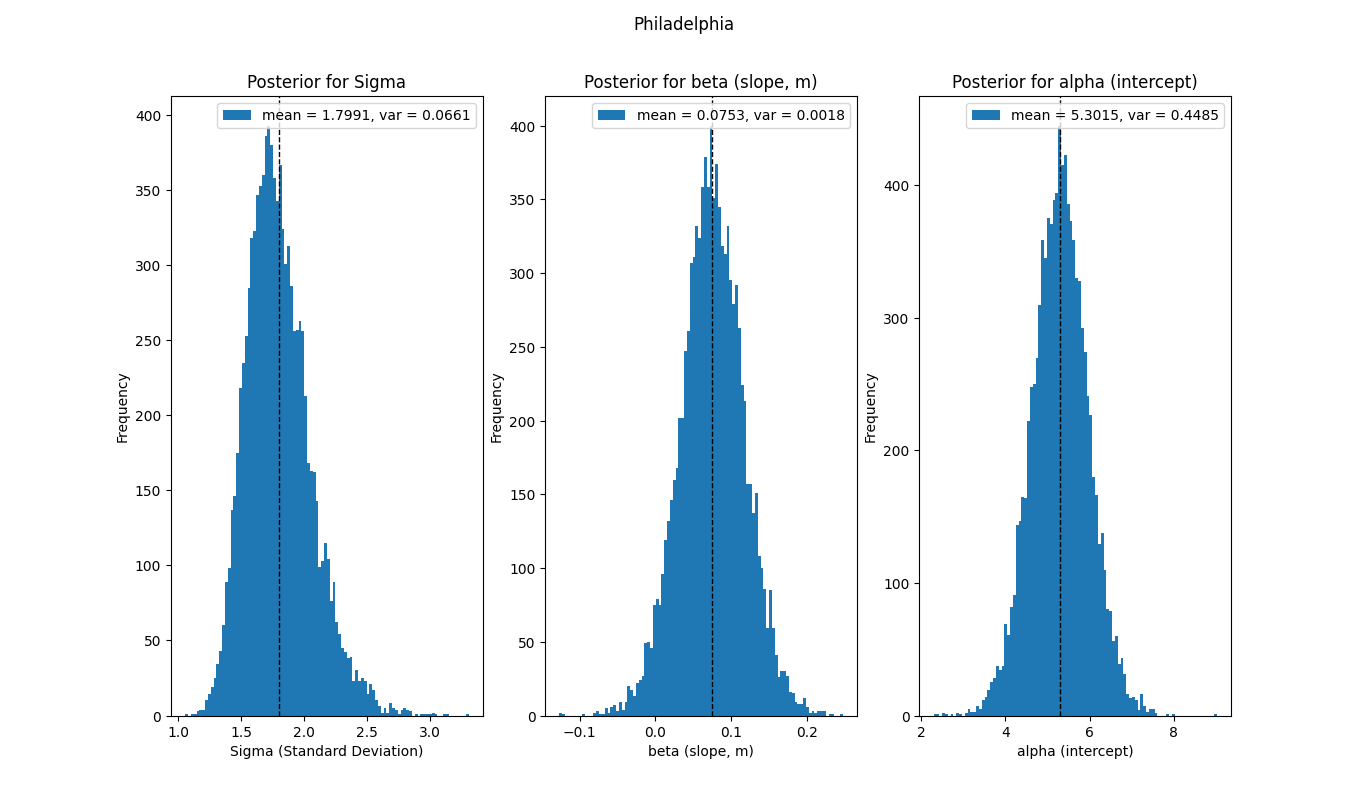 Philadelphia
Posterior for Sigma
mean = 1.7991, var = 0.0661
400
350
300
250
200
150
100
50
0
Frequency
1.0 1.5 2.0 2.5 3.0
Sigma (Standard Deviation)
Posterior for beta (slope, m)
mean = 0.0753, var = 0.0018
400
350
300
250
200
150
100
50
0
Frequency
−0.1 0.0 0.1 0.2
beta (slope, m)
Posterior for alpha (intercept)
mean = 5.3015, var = 0.4485
400
300
200
100
0
Frequency
2 4 6 8
alpha (intercept)